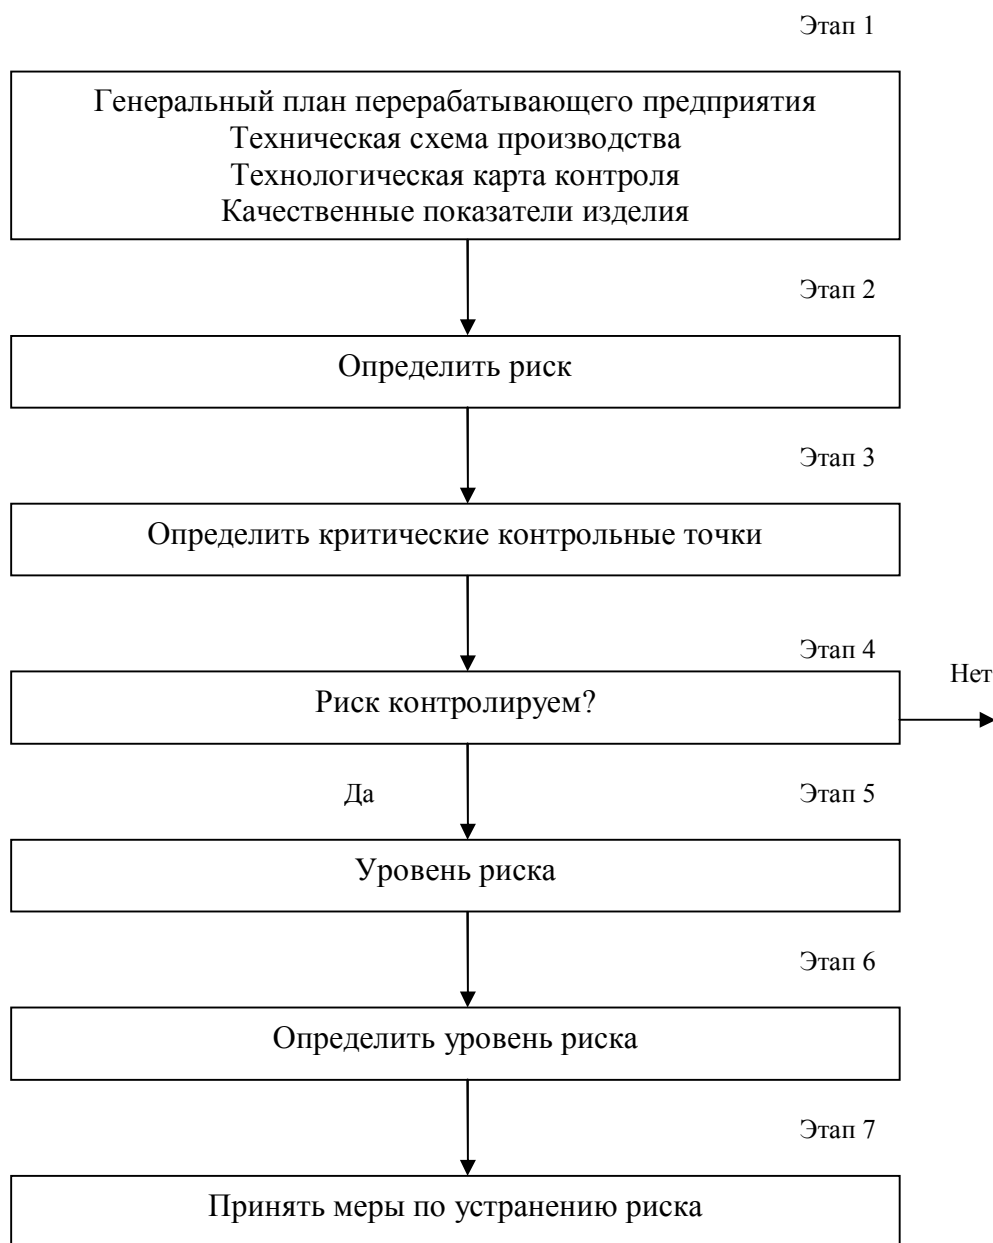 Этап 1
Генеральный план перерабатывающего предприятия
Техническая схема производства
Технологическая карта контроля
Качественные показатели изделия
Этап 2
Определить риск
Этап 3
Определить критические контрольные точки
Этап 4
Нет
Риск контролируем?
Да
Этап 5
Уровень риска
Этап 6
Определить уровень риска
Этап 7
Принять меры по устранению риска